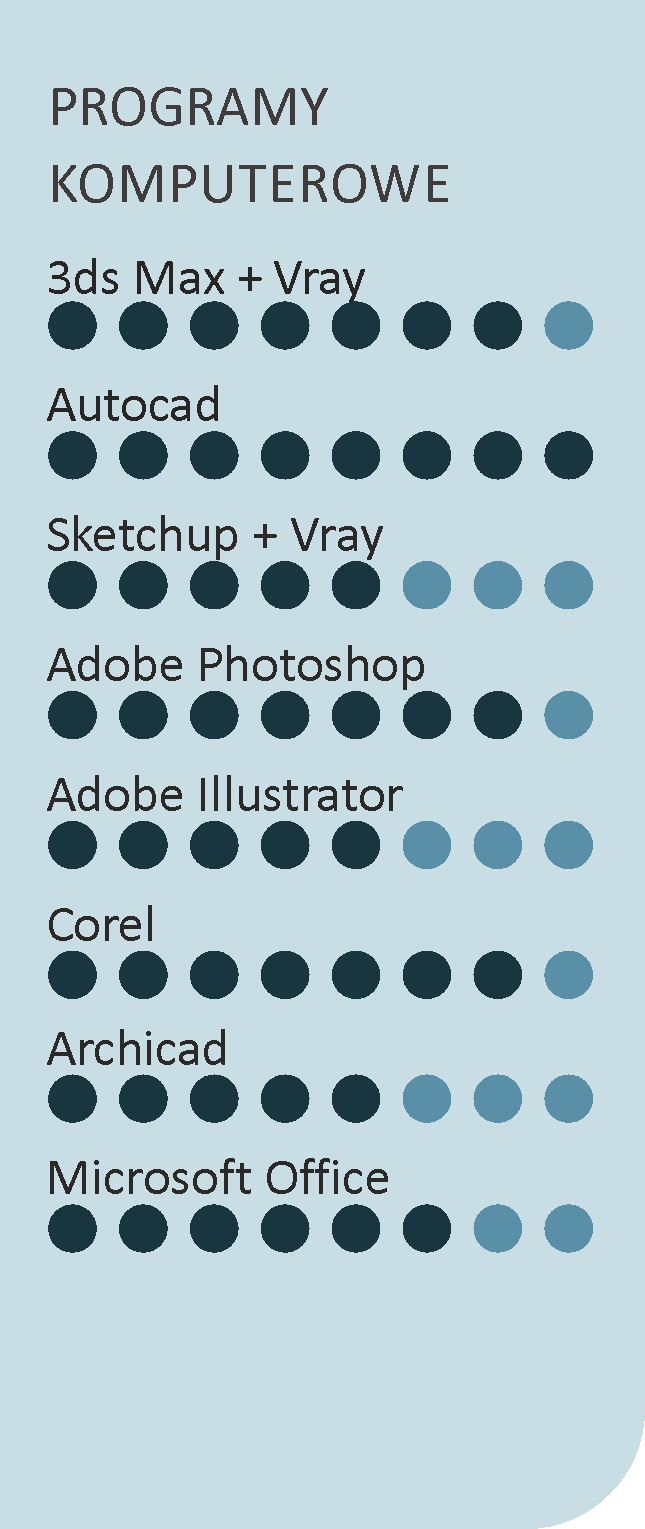 PROGRAMY
KOMPUTEROWE
3ds Max + Vray
Autocad
Sketchup + Vray
Adobe Photoshop
Adobe Illustrator
Corel
Archicad
Microsoft Office